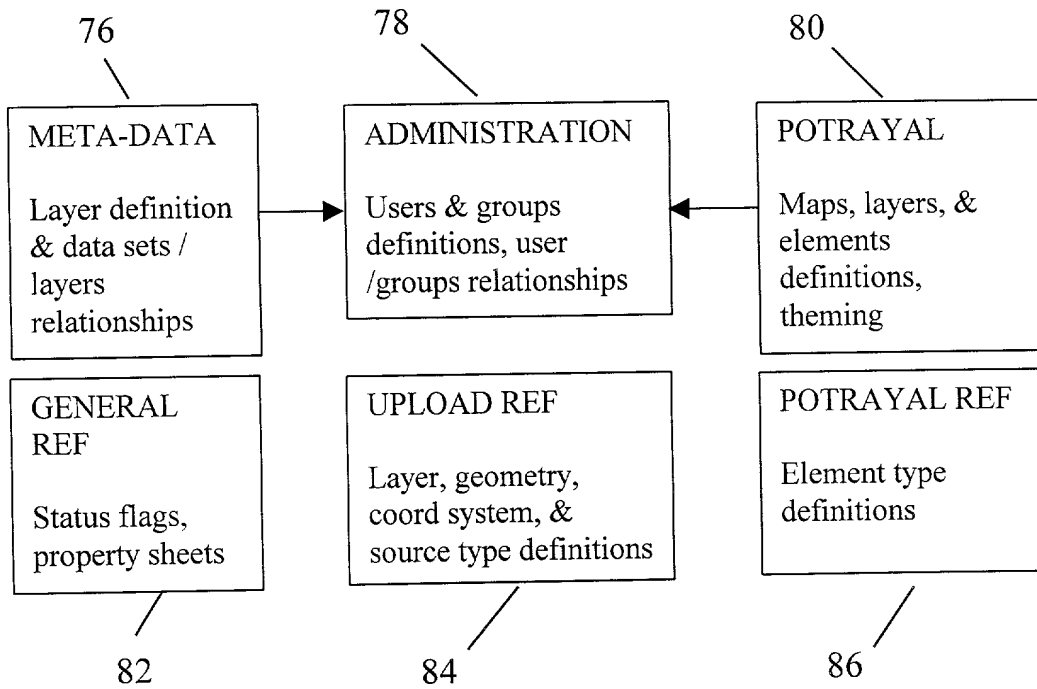 76
78
80
META-DATA
Layer definition
& data sets /
layers
relationships
ADMINISTRATION
Users & groups
definitions, user
/groups relationships
POTRAYAL
Maps, layers, &
elements
definitions,
theming
GENERAL
REF
Status flags,
property sheets
UPLOAD REF
Layer, geometry,
coord system, &
source type definitions
POTRAYAL REF
Element type
definitions
82
84
86